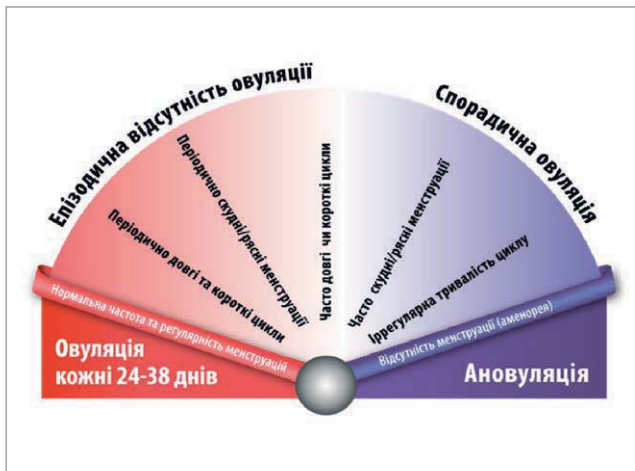 Епізодична відсутність овуляції
Спорадична овуляція
Періодично довгі та короткі цикли
Періодично скудні/рясні менструації
Часто довгі чи короткі цикли
Часто скудні/рясні менструації
Іррегулярна тривалість циклу
Нормальна частота та регулярність менструацій
Відсутність менструації (аменорея)
Овуляція
кожні 24-38 днів
Ановуляція